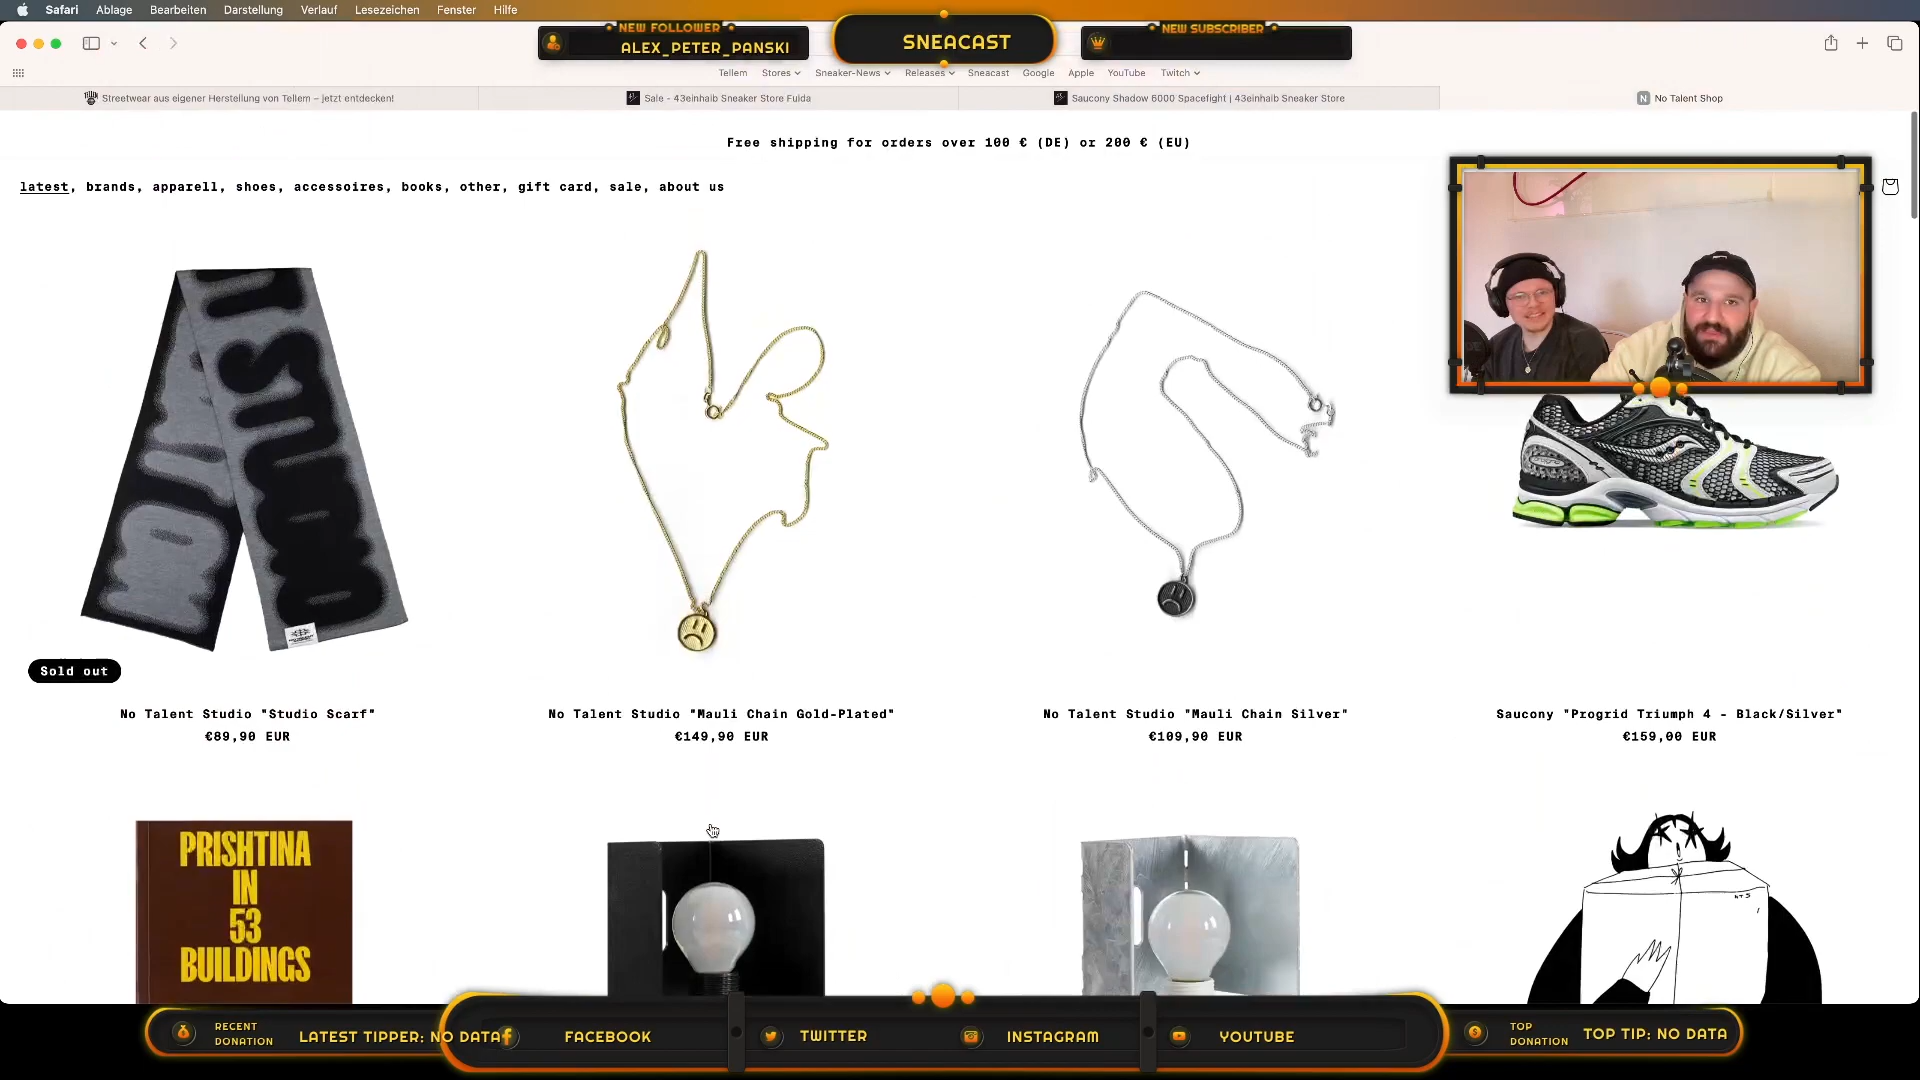 Safari Ablage Bearbeiten Darstellung Verlauf Lesezeichen Fenster Hilfe
NEW FOLLOWER
ALEX_PETER_PANSKI
SNEACAST
NEW SUBSCRIBER
Tellem Stores Sneaker-News Releases Sneacast Google Apple YouTube Twitch
Streetwear aus eigener Herstellung von Tellem – jetzt entdecken!
Sale - 43einhalb Sneaker Store Fulda
Saucony Shadow 6000 Spacefight | 43einhalb Sneaker Store
N No Talent Shop
Free shipping for orders over 100 € (DE) or 200 € (EU)
latest, brands, apparell, shoes, accessoires, books, other, gift card, sale, about us
Sold out
No Talent Studio "Studio Scarf"
€89,90 EUR
No Talent Studio "Mauli Chain Gold-Plated"
€149,90 EUR
No Talent Studio "Mauli Chain Silver"
€109,90 EUR
Saucony "Progrid Triumph 4 - Black/Silver"
€159,00 EUR
PRISHTINA
IN
53
BUILDINGS
RECENT
DONATION
LATEST TIPPER: NO DATA
FACEBOOK
TWITTER
INSTAGRAM
YOUTUBE
TOP
DONATION
TOP TIP: NO DATA